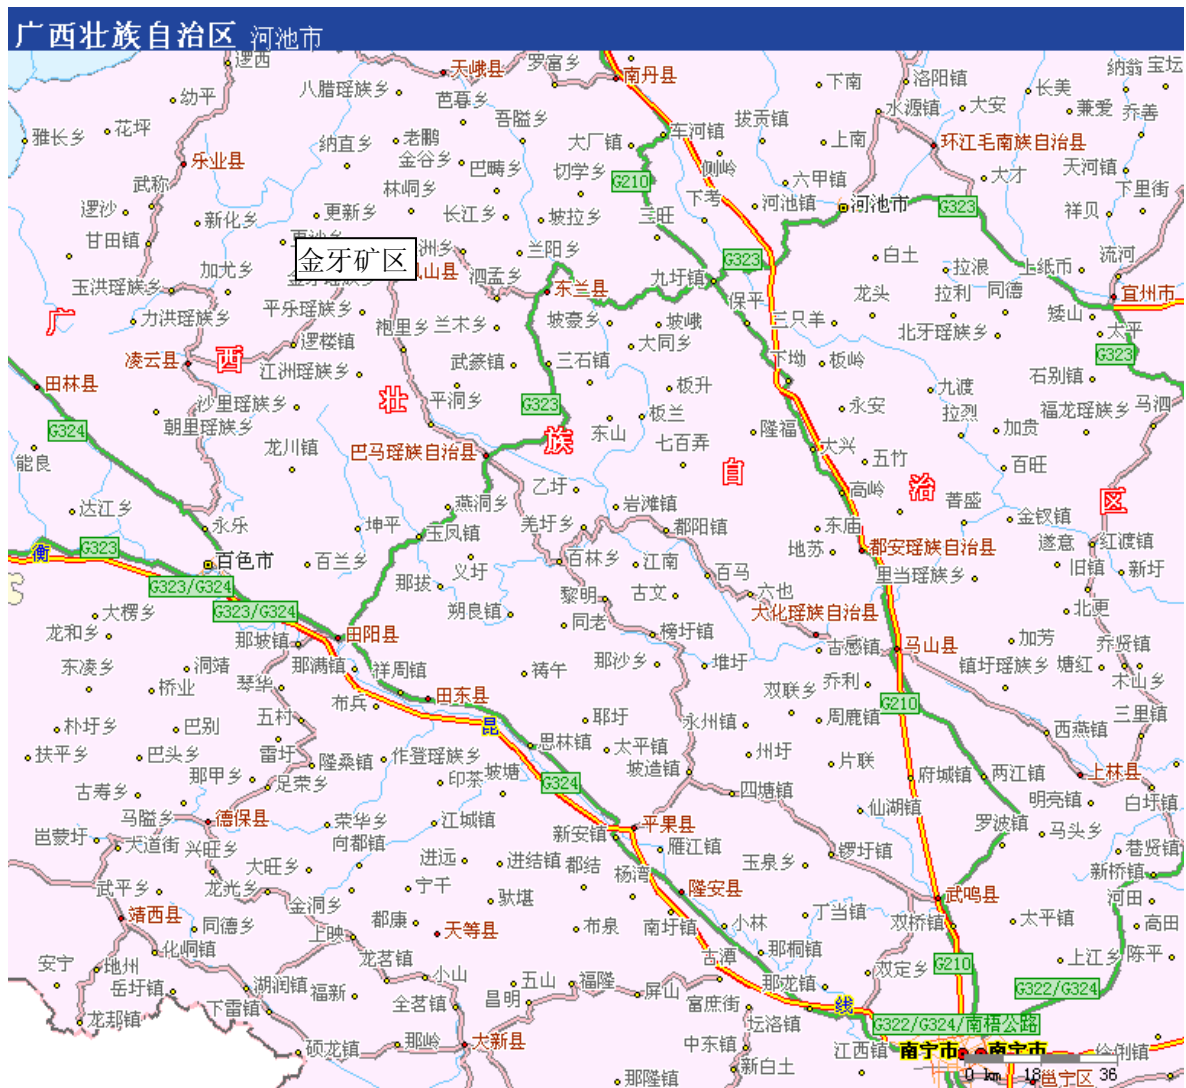 广西壮族自治区 河池市
逻西
天峨县
罗富乡
南丹县
下南
洛阳镇
长美
纳翁
宝坛
幼平
八腊瑶族乡
芭暮乡
吾隘乡
拔贡镇
水源镇
大安
兼爱
乔善
雅长乡
花坪
纳直乡
老鹏
大厂镇
车河镇
上南
环江毛南族自治县
乐业县
金谷乡
巴畴乡
切学乡
侧岭
天河镇
武称
林峒乡
G210
六甲镇
大才
下里街
逻沙
新化乡
更新乡
长江乡
坡拉乡
三旺
下考
河池镇
河池市
G323
祥贝
甘田镇
洲乡
兰阳乡
G323
白土
流河
金牙矿区
加尤乡
山县
泗孟乡
九圩镇
拉浪
上纸币
玉洪瑶族乡
东兰县
保平
龙头
拉利
同德
宜州市
平乐瑶族乡
广
力洪瑶族乡
袍里乡
兰木乡
坡豪乡
坡峨
三只羊
北牙瑶族乡
矮山
太平
逻楼镇
大同乡
凌云县
西
武篆镇
三石镇
下坳
板岭
G323
田林县
江洲瑶族乡
板升
九渡
石别镇
沙里瑶族乡
壮
平洞乡
G323
板兰
永安
拉烈
福龙瑶族乡
马泗
G324
朝里瑶族乡
东山
隆福
加贵
龙川镇
巴马瑶族自治县
族
七百弄
大兴
能良
五竹
百旺
自
治
区
乙圩
高岭
菁盛
达江乡
燕洞乡
岩滩镇
永乐
坤平
玉凤镇
羌圩乡
都阳镇
东庙
金钗镇
衡
G323
地苏
都安瑶族自治县
遂意
红渡镇
百色市
百兰乡
义圩
百林乡
江南
百马
里当瑶族乡
旧镇
新圩
G323/G324
那拔
六也
大楞乡
G323/G324
朔良镇
黎明
古文
大化瑶族自治县
北更
龙和乡
那坡镇
田阳县
同老
榜圩镇
古感镇
马山县
加芳
乔贤镇
东凌乡
洞靖
那满镇
祥周镇
祷午
那沙乡
堆圩
镇圩瑶族乡
塘红
桥业
琴华
田东县
双联乡
乔利
木山乡
布兵
G210
朴圩乡
巴别
五村
昆
耶圩
永州镇
周鹿镇
三里镇
扶平乡
巴头乡
雷圩
思林镇
太平镇
西燕镇
隆桑镇
作登瑶族乡
州圩
片联
那甲乡
足荣乡
印茶
坡塘
坡造镇
府城镇
两江镇
上林县
古寿乡
G324
四塘镇
明亮镇
白圩镇
马隘乡
德保县
荣华乡
江城镇
新安镇
平果县
仙湖镇
罗波镇
马头乡
岜蒙圩
大道街
兴旺乡
向都镇
雁江镇
锣圩镇
巷贤镇
大旺乡
进远
进结镇
都结
玉泉乡
新桥镇
武平乡
龙光乡
宁干
杨湾
隆安县
武鸣县
河田
靖西县
金洞乡
驮堪
丁当镇
同德乡
都康
天等县
布泉
南圩镇
小林
双桥镇
太平镇
高田
化峒镇
上映
那桐镇
陈平
安宁
地州
龙茗镇
古潭
G210
上江乡
岳圩镇
湖润镇
小山
五山
福隆
那龙镇
双定乡
福新
昌明
屏山
G322/G324
龙邦镇
下雷镇
全茗镇
富庶街
线
坛洛镇
G322/G324/南梧公路
硕龙镇
那岭
大新县
中东镇
江西镇
南宁市
南宁市
伶俐镇
新白土
0 km 18 36
那隆镇
邕宁区